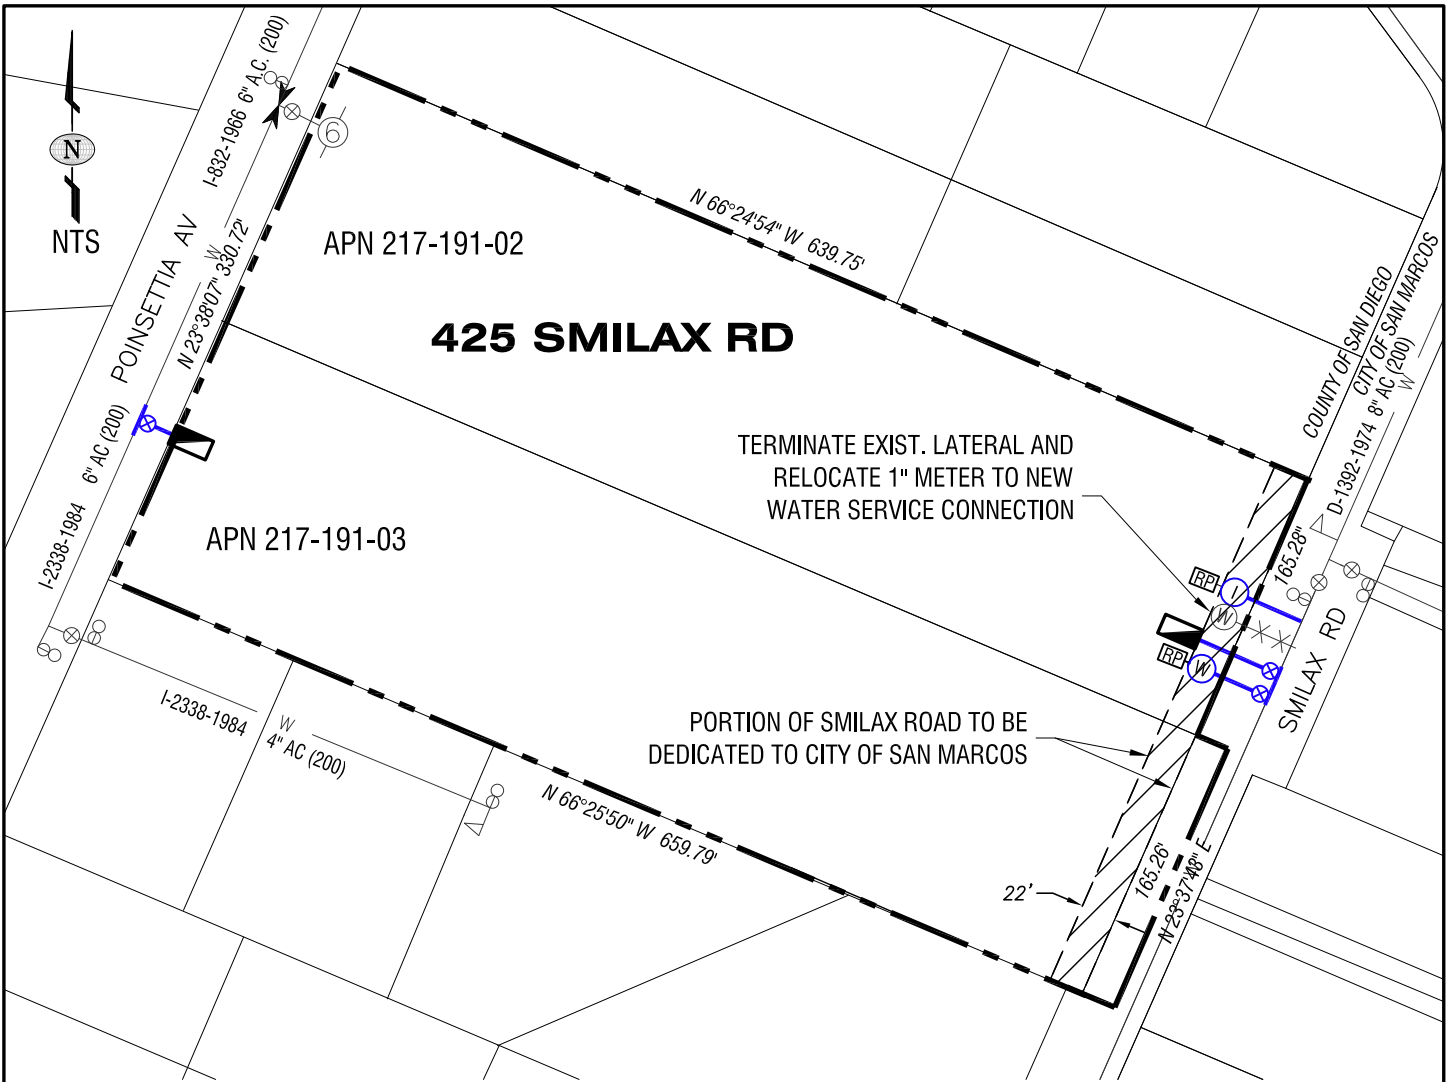 N
NTS
I-832-1966 6" A.C. (200)
6
POINSETTIA AV
W
N 23°38'07" 330.72'
APN 217-191-02
N 66°24'54" W 639.75'
425 SMILAX RD
COUNTY OF SAN DIEGO
CITY OF SAN MARCOS
D-1392-1974 8" AC (200)
W
I-2338-1984 6" AC (200)
APN 217-191-03
TERMINATE EXIST. LATERAL AND
RELOCATE 1" METER TO NEW
WATER SERVICE CONNECTION
165.28"
RP
I
W
RP
W
SMILAX RD
I-2338-1984
W
4" AC (200)
PORTION OF SMILAX ROAD TO BE
DEDICATED TO CITY OF SAN MARCOS
N 66°25'50" W 659.79'
22'
165.26'
N 23°37'48" E